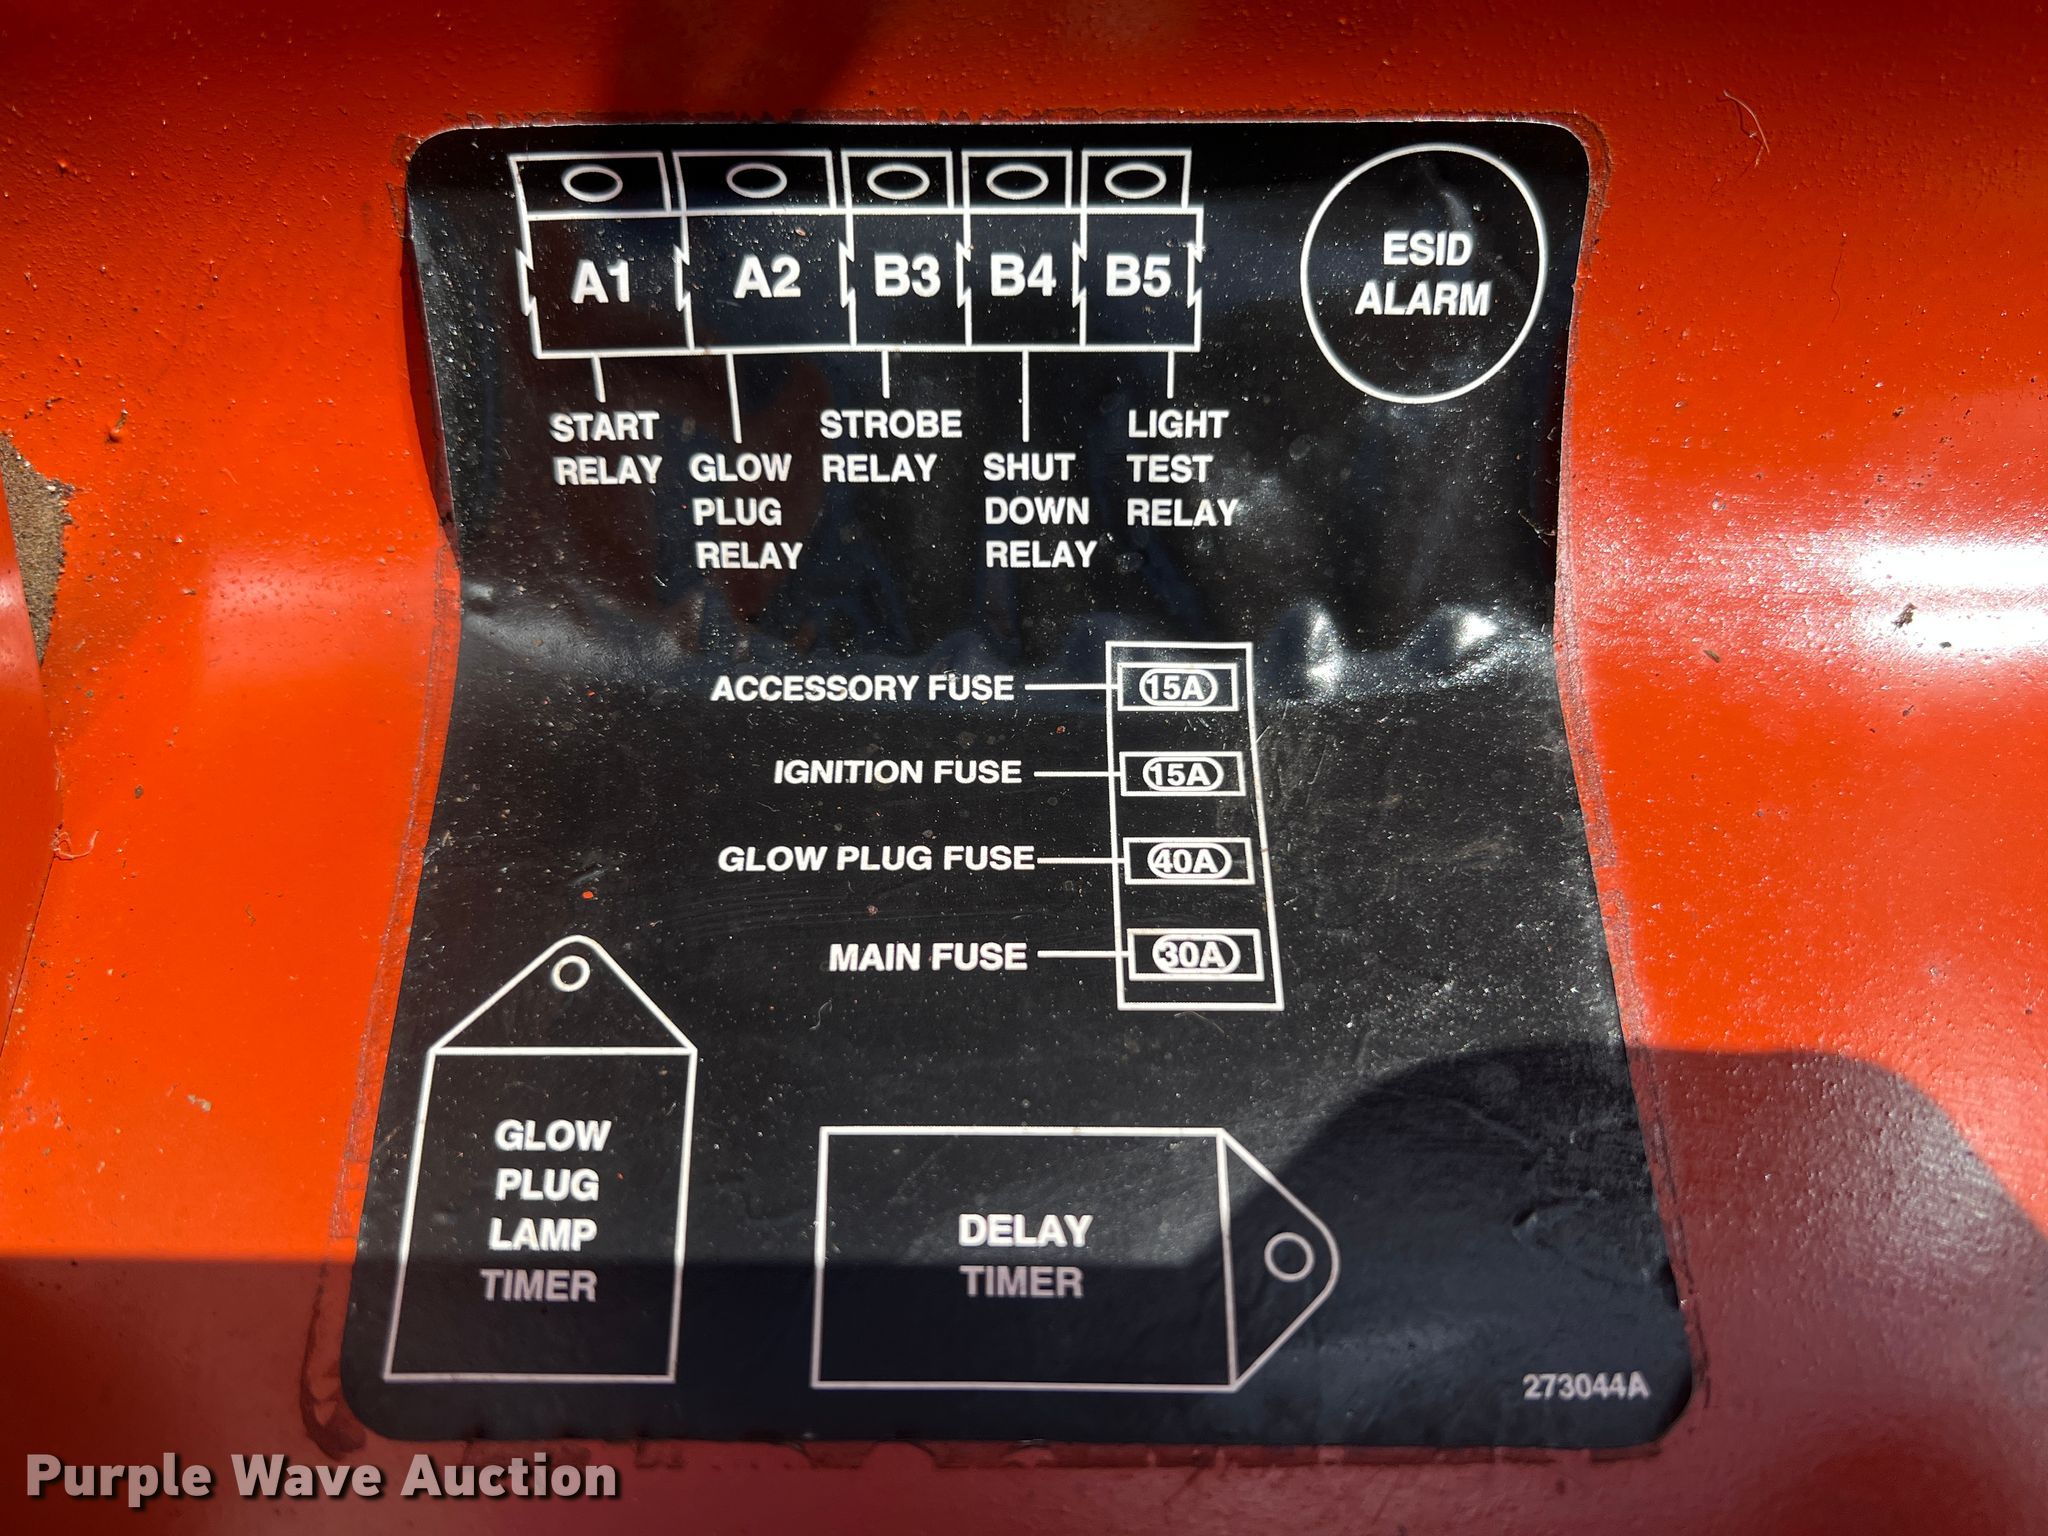 A1 A2 B3 B4 B5
ESID
ALARM
START
RELAY
GLOW
PLUG
RELAY
STROBE
RELAY
SHUT
DOWN
RELAY
LIGHT
TEST
RELAY
ACCESSORY FUSE 15A
IGNITION FUSE 15A
GLOW PLUG FUSE 40A
MAIN FUSE 30A
GLOW
PLUG
LAMP
TIMER
DELAY
TIMER
273044A
Purple Wave Auction